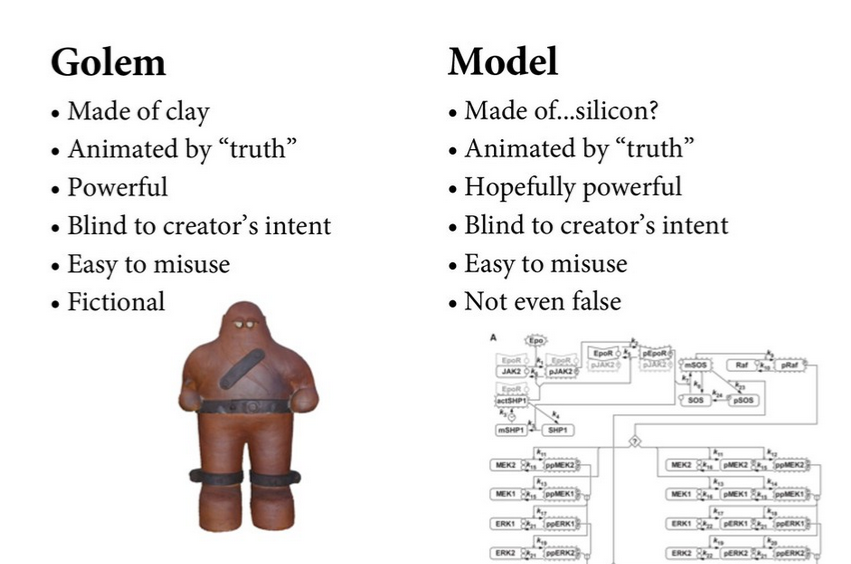 Golem
• Made of clay
• Animated by “truth”
• Powerful
• Blind to creator’s intent
• Easy to misuse
• Fictional
Model
• Made of...silicon?
• Animated by “truth”
• Hopefully powerful
• Blind to creator’s intent
• Easy to misuse
• Not even false
A
Epo
EpoR EpoR EpoR pEpoR
JAK2 pJAK2 pJAK2 pJAK2
mSOS Raf pRaf
EpoR
actSHP1
SOS pSOS
mSHP1 SHP1
?
MEK2 ppMEK2 MEK2 pMEK2 ppMEK2
MEK1 ppMEK1 MEK1 pMEK1 ppMEK1
ERK1 ppERK1 ERK1 pERK1 ppERK1
ERK2 ppERK2 ERK2 pERK2 ppERK2